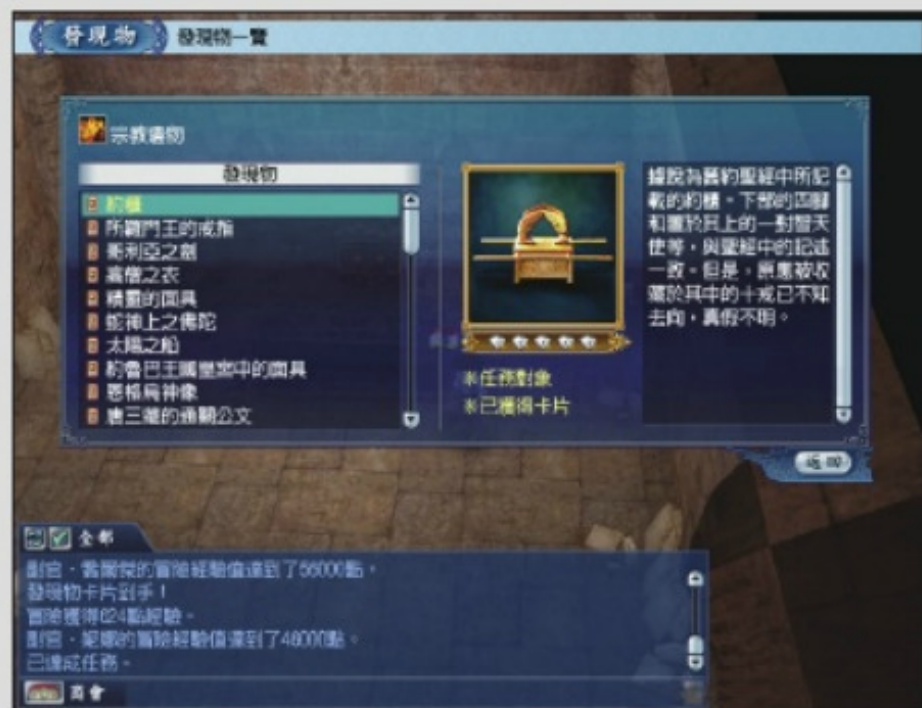 發現物 發現物一覽
宗教遺物
發現物
約櫃
所羅門王的戒指
哥利亞之劍
高僧之衣
精靈的面具
蛇神上之佛陀
太陽之船
約魯巴王國皇宮中的面具
恩格烏神像
唐三藏的通關公文
※任務對象
※已獲得卡片
據說為舊約聖經中所記
載的約櫃。下部的四腳
和置於其上的一對智天
使等,與聖經中的記述
一致。但是,原應被收
藏於其中的十戒已不知
去向,真假不明。
返回
全部
副官・喬爾傑的冒險經驗值達到了56000點。
發現物卡片到手!
冒險獲得624點經驗。
副官・妮娜的冒險經驗值達到了46000點。
已達成任務。
商會